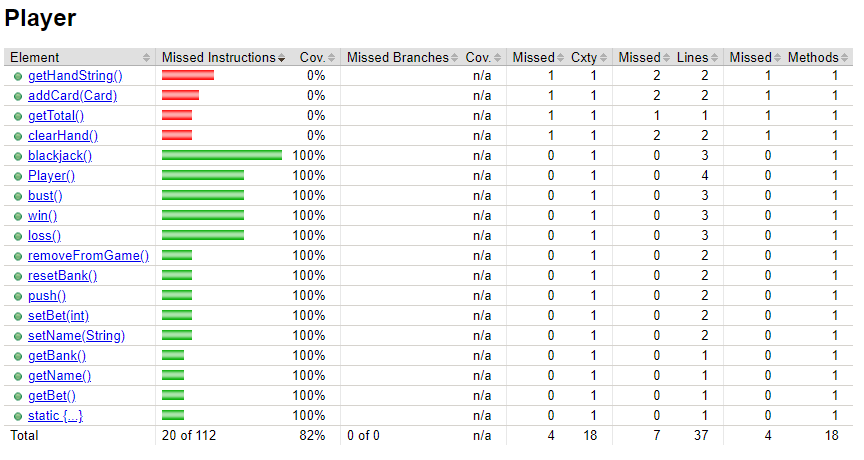 Player
Element Missed Instructions Cov. Missed Branches Cov. Missed Cxty Missed Lines Missed Methods
getHandString() 0% n/a 1 1 2 2 1 1
addCard(Card) 0% n/a 1 1 2 2 1 1
getTotal() 0% n/a 1 1 1 1 1 1
clearHand() 0% n/a 1 1 2 2 1 1
blackjack() 100% n/a 0 1 0 3 0 1
Player() 100% n/a 0 1 0 4 0 1
bust() 100% n/a 0 1 0 3 0 1
win() 100% n/a 0 1 0 3 0 1
loss() 100% n/a 0 1 0 3 0 1
removeFromGame() 100% n/a 0 1 0 2 0 1
resetBank() 100% n/a 0 1 0 2 0 1
push() 100% n/a 0 1 0 2 0 1
setBet(int) 100% n/a 0 1 0 2 0 1
setName(String) 100% n/a 0 1 0 2 0 1
getBank() 100% n/a 0 1 0 1 0 1
getName() 100% n/a 0 1 0 1 0 1
getBet() 100% n/a 0 1 0 1 0 1
static {...} 100% n/a 0 1 0 1 0 1
Total 20 of 112 82% 0 of 0 n/a 4 18 7 37 4 18